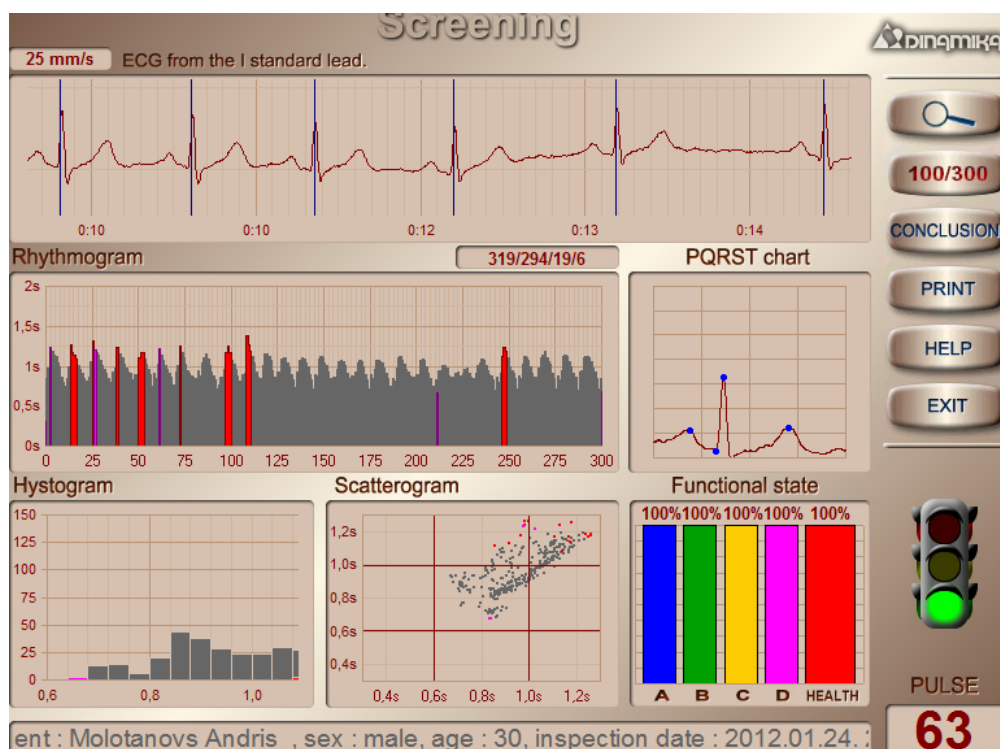 Screening
DINAMIKA
25 mm/s ECG from the I standard lead.
0:10 0:10 0:12 0:13 0:14
100/300
CONCLUSION
PRINT
HELP
EXIT
Rhythmogram 319/294/19/6 PQRST chart
2s
1,5s
1s
0,5s
0s
0 25 50 75 100 125 150 175 200 225 250 275 300
Hystogram Scatterogram Functional state
150
125
100
75
50
25
0
0,6 0,8 1,0
1,2s
1,0s
0,8s
0,6s
0,4s
0,4s 0,6s 0,8s 1,0s 1,2s
100% 100% 100% 100% 100%
A B C D HEALTH
PULSE
63
ent : Molotanovs Andris , sex : male, age : 30, inspection date : 2012.01.24.